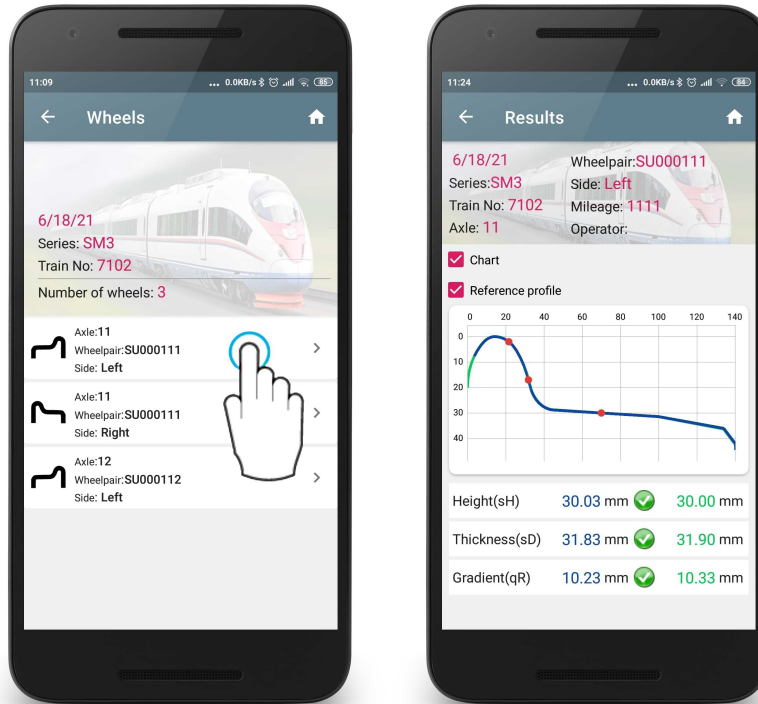 11:09
... 0.0KB/s 85
Wheels
6/18/21
Series: SM3
Train No: 7102
Number of wheels: 3
Axle:11
Wheelpair:SU000111
Side: Left
Axle:11
Wheelpair:SU000111
Side: Right
Axle:12
Wheelpair:SU000112
Side: Left
11:24
... 0.0KB/s 84
Results
6/18/21 Wheelpair:SU000111
Series:SM3 Side: Left
Train No: 7102 Mileage: 1111
Axle: 11 Operator:
Chart
Reference profile
0 20 40 60 80 100 120 140
0
10
20
30
40
Height(sH) 30.03 mm 30.00 mm
Thickness(sD) 31.83 mm 31.90 mm
Gradient(qR) 10.23 mm 10.33 mm